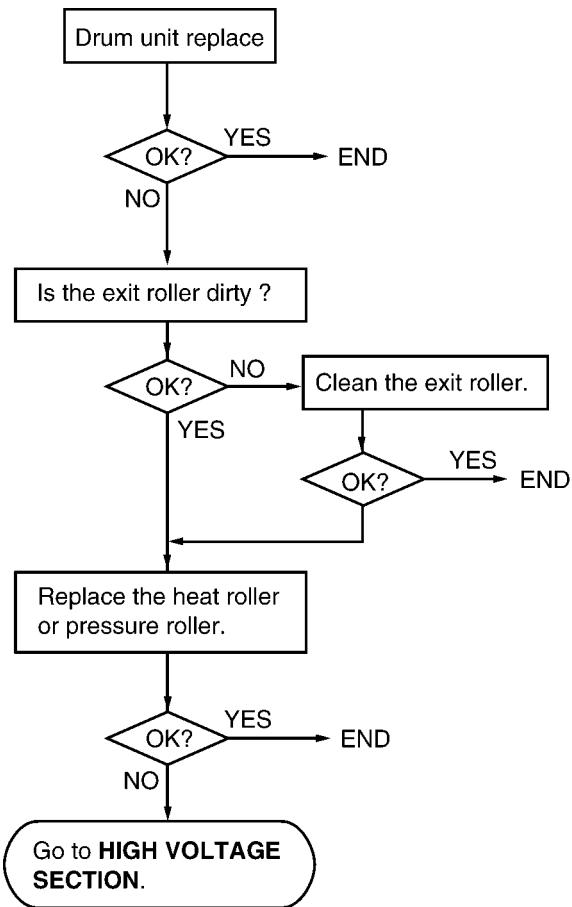 Drum unit replace
OK?
YES
END
NO
Is the exit roller dirty ?
OK?
NO
Clean the exit roller.
YES
OK?
YES
END
Replace the heat roller
or pressure roller.
OK?
YES
END
NO
Go to HIGH VOLTAGE
SECTION.